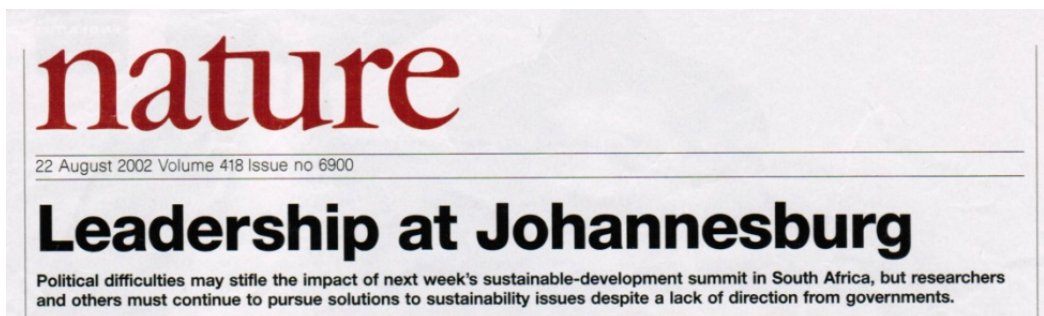 nature
22 August 2002 Volume 418 Issue no 6900
Leadership at Johannesburg
Political difficulties may stifle the impact of next week's sustainable-development summit in South Africa, but researchers
and others must continue to pursue solutions to sustainability issues despite a lack of direction from governments.